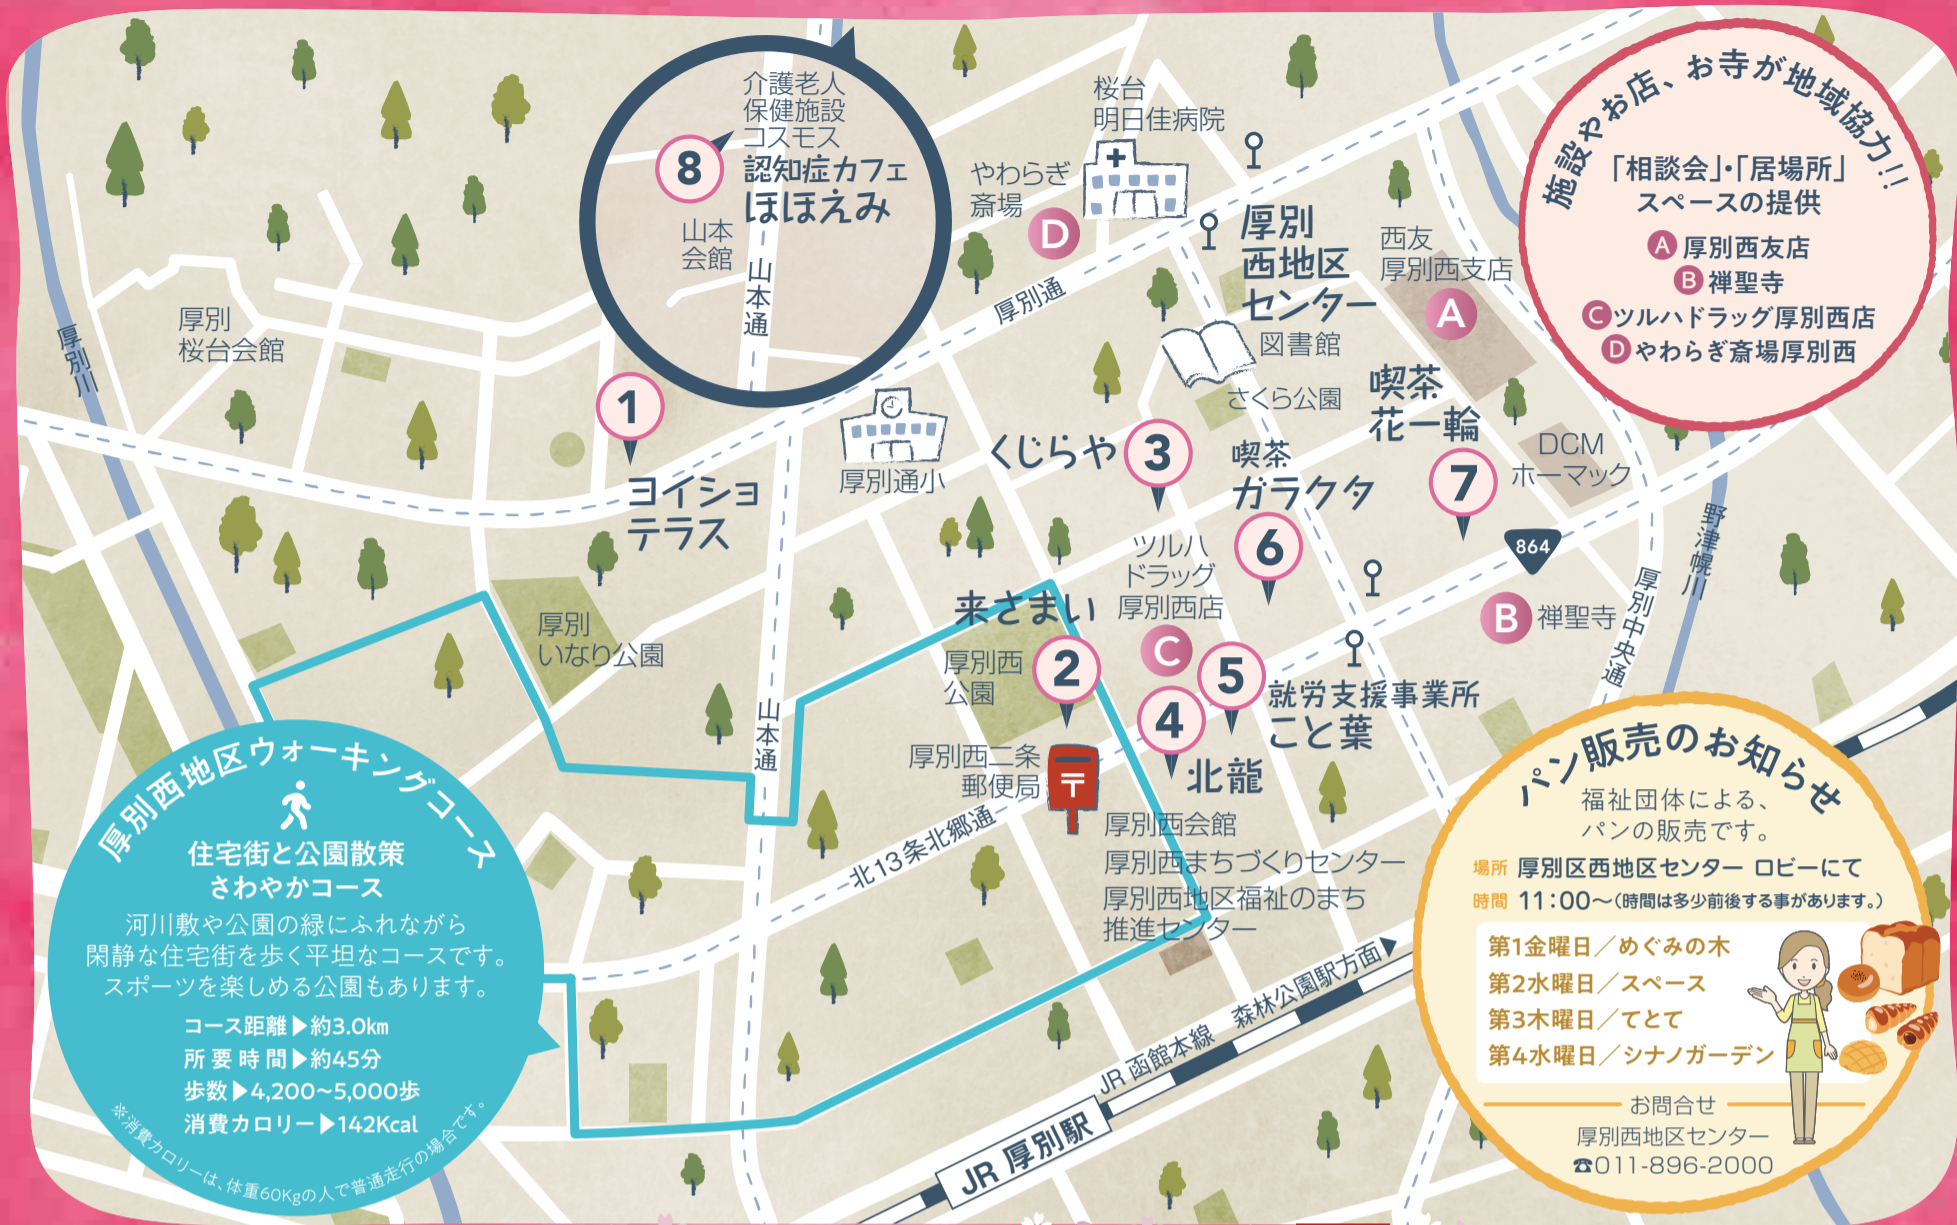 介護老人
保健施設
コスモス
8
認知症カフェ
ほほえみ
山本
会館
山本通
桜台
明日佳病院
やわらぎ
斎場
D
厚別
西地区
センター
図書館
西友
厚別西支店
A
厚別通
さくら公園
施設やお店、お寺が地域協力!!
「相談会」・「居場所」
スペースの提供
A 厚別西友店
B 禅聖寺
C ツルハドラッグ厚別西店
D やわらぎ斎場厚別西
厚別川
厚別
桜台会館
1
ヨイショ
テラス
厚別通小
くじらや
3
喫茶
花一輪
7
喫茶
ガラクタ
6
DCM
ホーマック
864
野津幌川
厚別中央通
B
禅聖寺
ツルハ
ドラッグ
厚別西店
C
来さまい
2
厚別西
公園
厚別
いなり公園
山本通
5
就労支援事業所
こと葉
4
北龍
厚別西二条
郵便局
〒
厚別西会館
厚別西まちづくりセンター
厚別西地区福祉のまち
推進センター
北13条北郷通
JR 函館本線
森林公園駅方面▶
JR 厚別駅
厚別西地区ウォーキングコース
住宅街と公園散策
さわやかコース
河川敷や公園の緑にふれながら
閑静な住宅街を歩く平坦なコースです。
スポーツを楽しめる公園もあります。
コース距離▶約3.0km
所要時間▶約45分
歩数▶4,200〜5,000歩
消費カロリー▶142Kcal
※消費カロリーは、体重60Kgの人で普通走行の場合です。
パン販売のお知らせ
福祉団体による、
パンの販売です。
場所 厚別区西地区センター ロビーにて
時間 11:00〜(時間は多少前後する事があります。)
第1金曜日／めぐみの木
第2水曜日／スペース
第3木曜日／てとて
第4水曜日／シナノガーデン
お問合せ
厚別西地区センター
☎011-896-2000